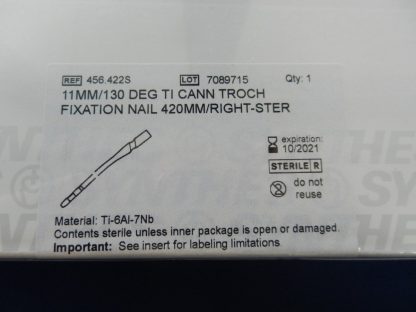 REF 456.422S LOT 7089715 Qty: 1
11MM/130 DEG TI CANN TROCH
FIXATION NAIL 420MM/RIGHT-STER
expiration:
10/2021
STERILE R
do not
reuse
Material: Ti-6Al-7Nb
Contents sterile unless inner package is open or damaged.
Important: See insert for labeling limitations